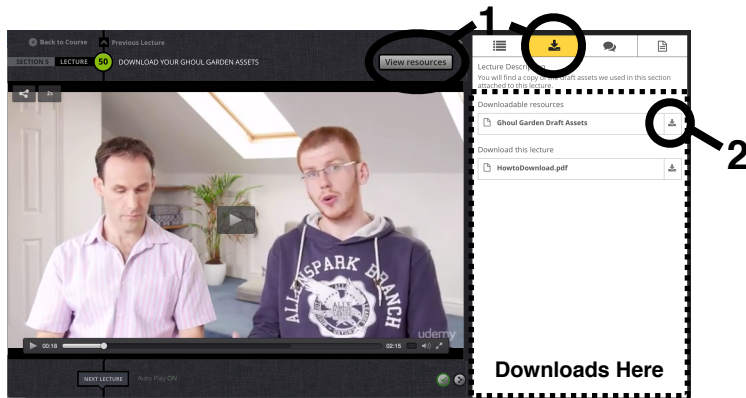 1
Back to Course
Previous Lecture
SECTION 5 LECTURE 50 DOWNLOAD YOUR GHOUL GARDEN ASSETS
View resources
2x
ALLENSPARK BRANCH
udemy
00:16
02:15
NEXT LECTURE
Auto Play ON
Lecture Description
You will find a copy of the draft assets we used in this section
attached to this lecture.
Downloadable resources
Ghoul Garden Draft Assets
2
Download this lecture
HowtoDownload.pdf
Downloads Here